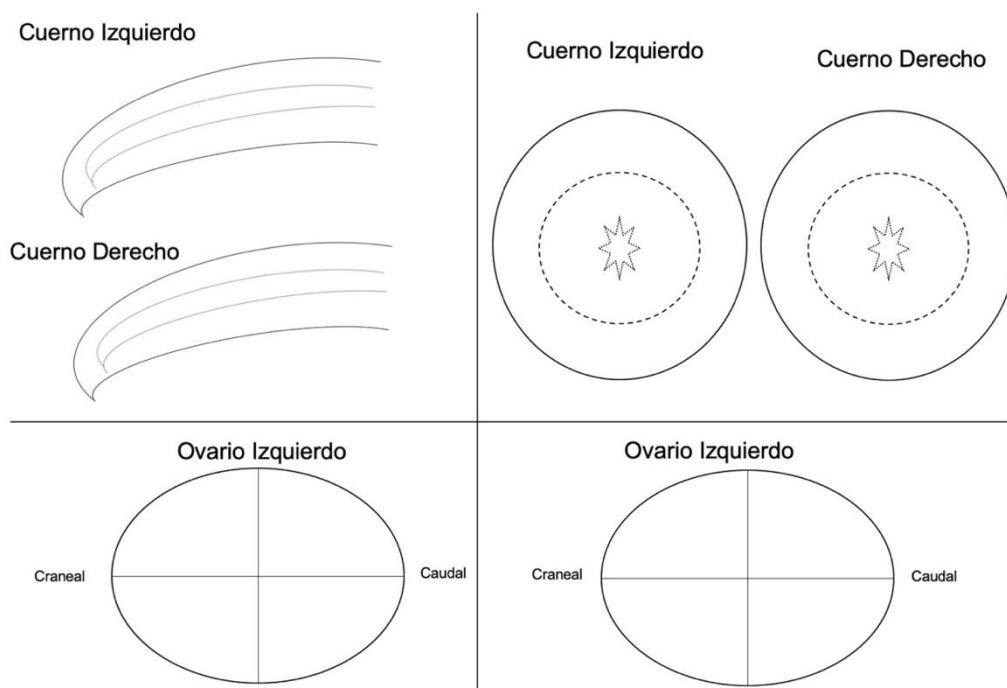 Cuerno Izquierdo
Cuerno Derecho
Cuerno Izquierdo
Cuerno Derecho
Ovario Izquierdo
Craneal
Caudal
Ovario Izquierdo
Craneal
Caudal